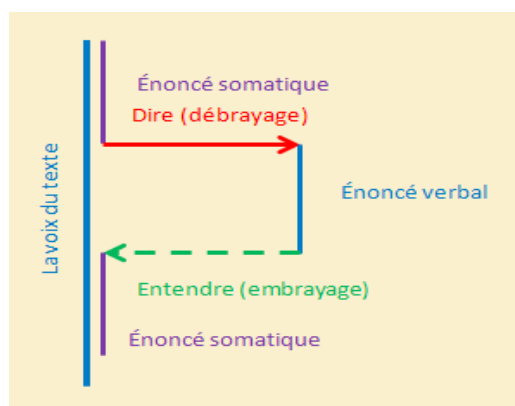 La voix du texte
Énoncé somatique
Dire (débrayage)
Énoncé verbal
Entendre (embrayage)
Énoncé somatique